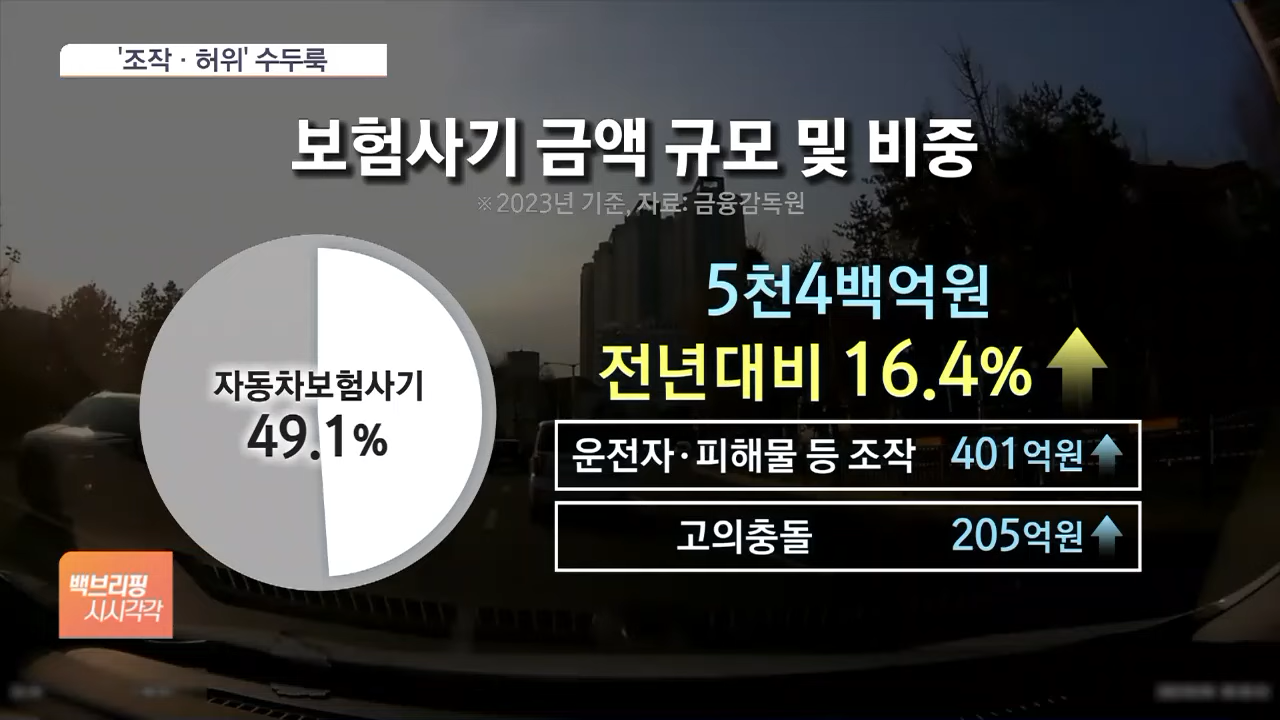 '조작 · 허위' 수두룩
보험사기 금액 규모 및 비중
※2023년 기준, 자료: 금융감독원
자동차보험사기
49.1%
5천4백억원
전년대비 16.4%
운전자·피해물 등 조작 401억원
고의충돌 205억원
백브리핑
시시각각